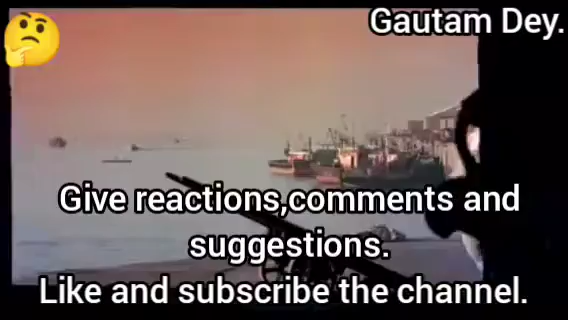 Gautam Dey.
Give reactions,comments and
suggestions.
Like and subscribe the channel.